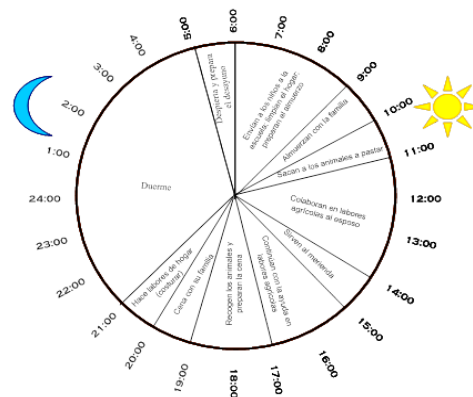 5:00
6:00
7:00
8:00
9:00
10:00
11:00
12:00
13:00
14:00
15:00
16:00
17:00
18:00
19:00
20:00
21:00
22:00
23:00
24:00
1:00
2:00
3:00
4:00
Despierta y prepara
el desayuno
Envían a los niños a la
escuela; limpian el hogar;
preparan el almuerzo
Almuerzan con la familia
Sacan a los animales a pastar
Colaboran en labores
agrícolas al esposo
Sirven al merienda
Continúan con la ayuda en
labores agrícolas
Recogen los animales y
preparan la cena
Cena con su familia
Hace labores de hogar
(costurar)
Duerme